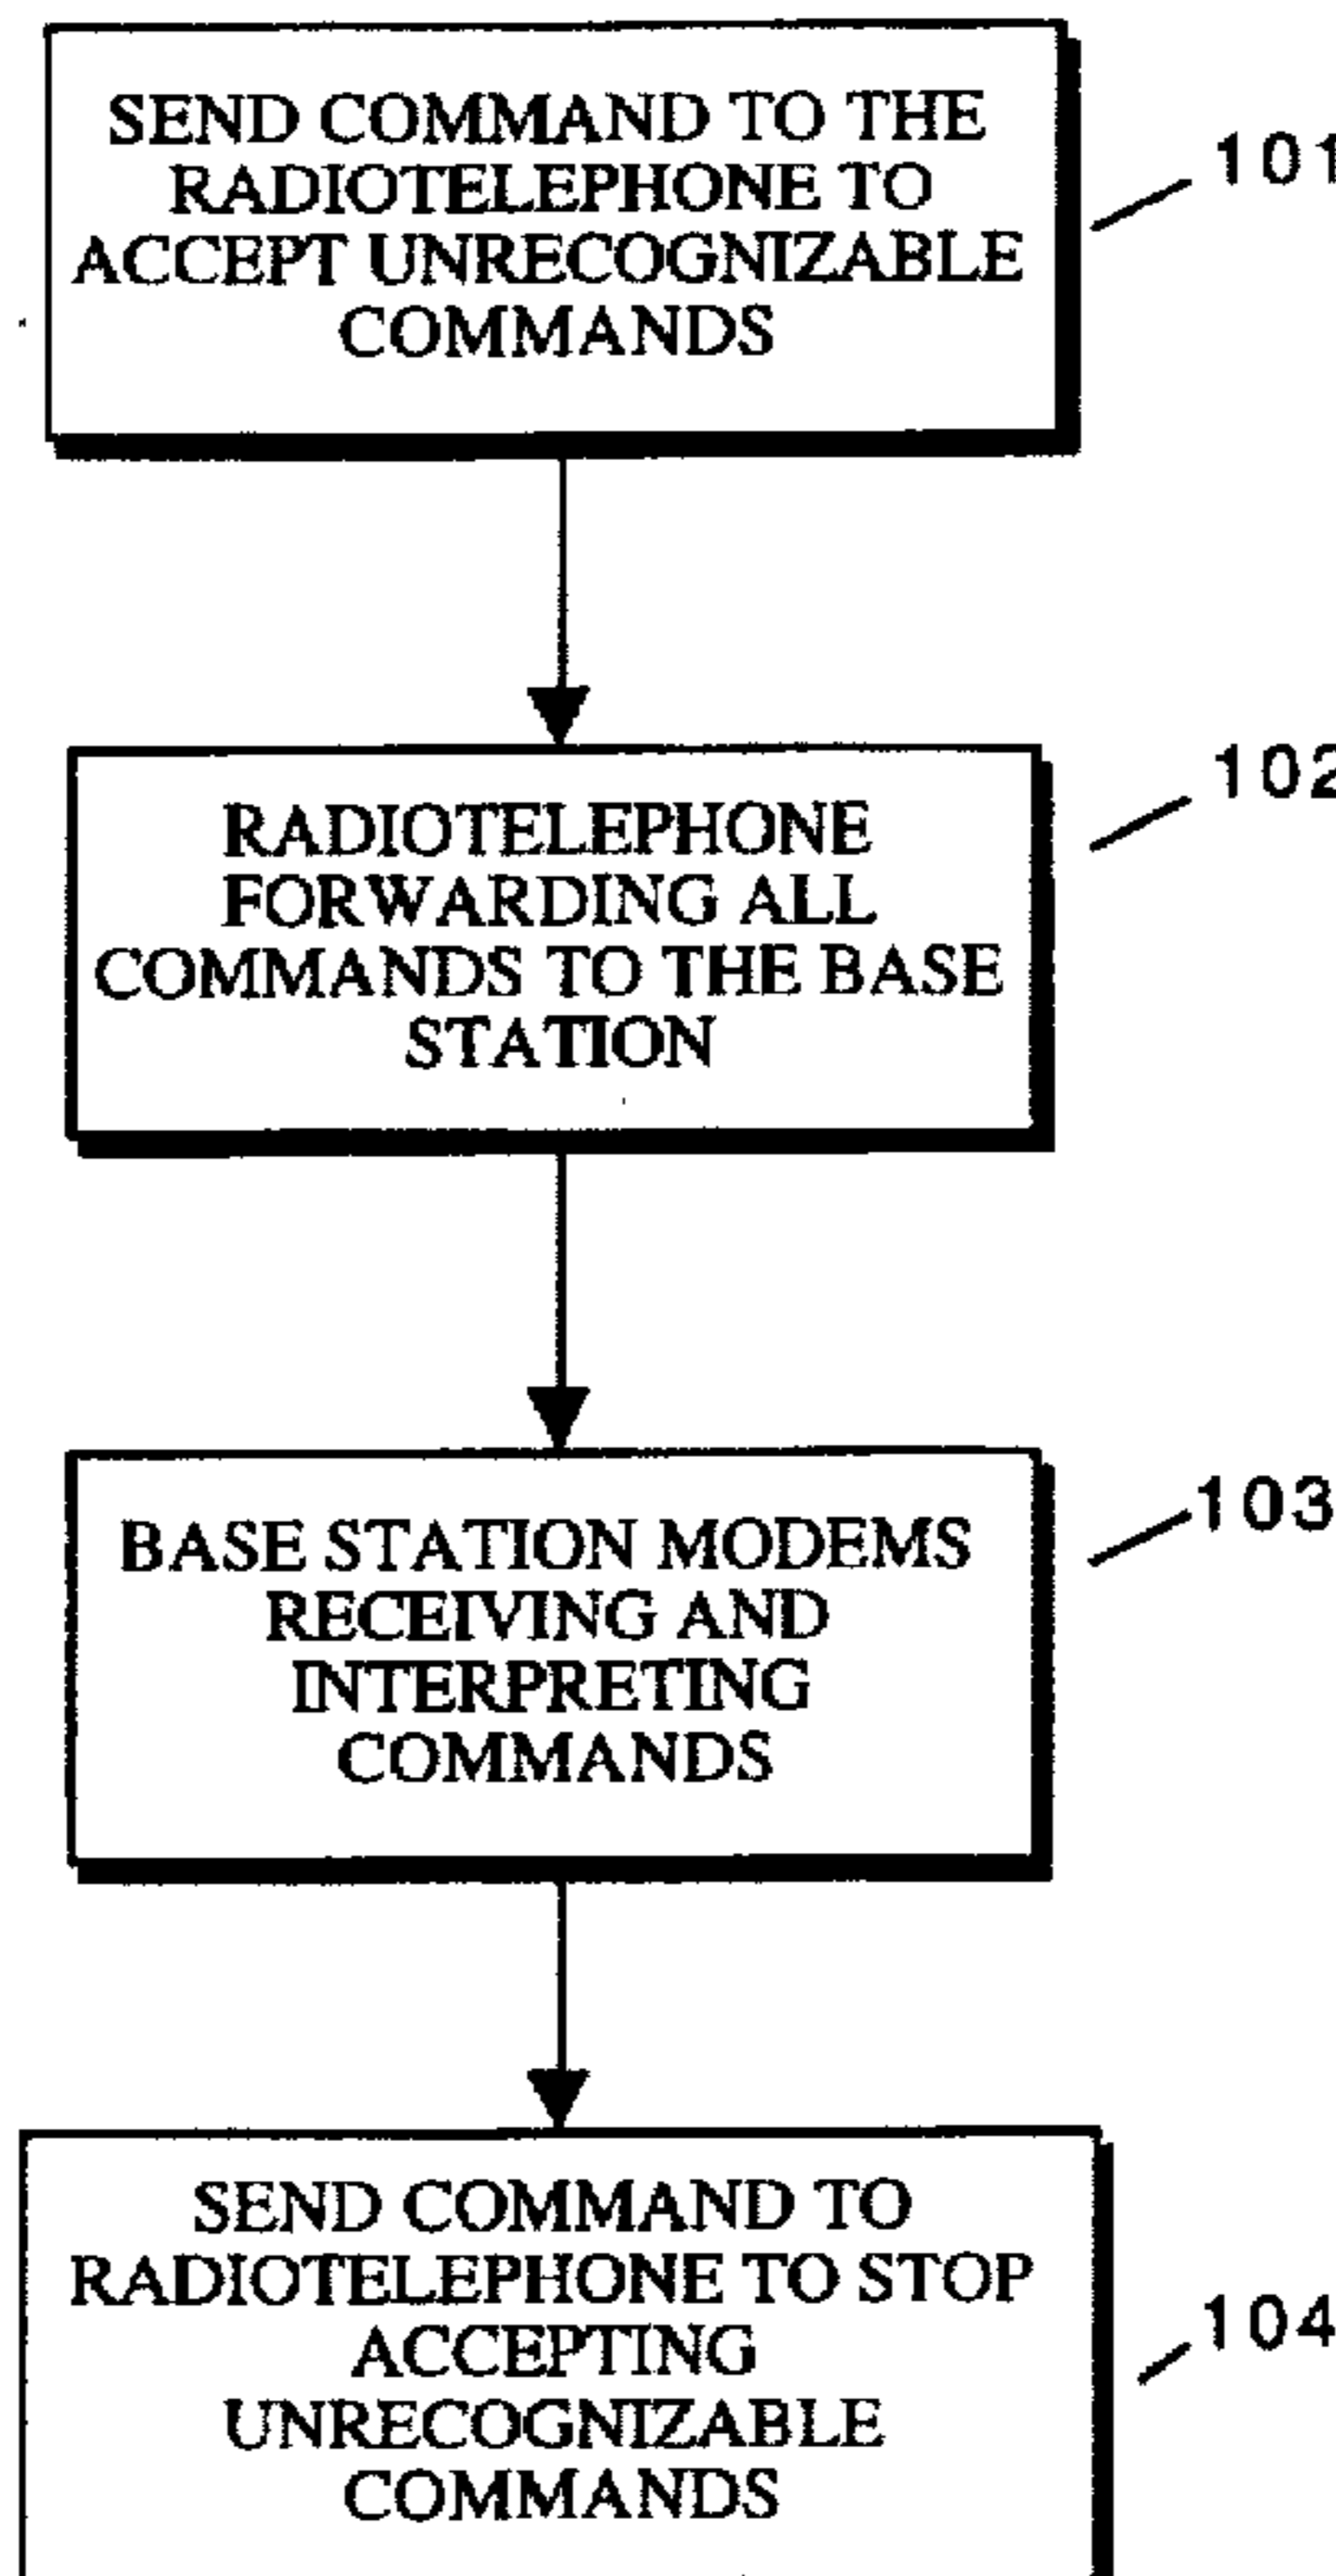 SEND COMMAND TO THE
RADIOTELEPHONE TO
ACCEPT UNRECOGNIZABLE
COMMANDS
101
RADIOTELEPHONE
FORWARDING ALL
COMMANDS TO THE BASE
STATION
102
BASE STATION MODEMS
RECEIVING AND
INTERPRETING
COMMANDS
103
SEND COMMAND TO
RADIOTELEPHONE TO STOP
ACCEPTING
UNRECOGNIZABLE
COMMANDS
104